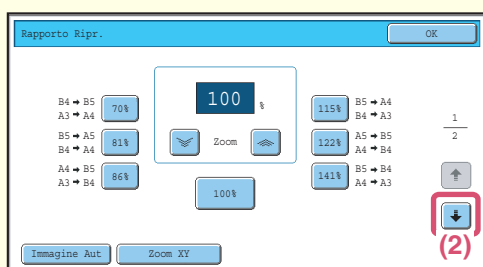 Rapporto Ripr.
OK
B4 → B5
A3 → A4
70%
B5 → A5
B4 → A4
81%
A4 → B5
A3 → B4
86%
100 %
Zoom
100%
115%
B5 → A4
B4 → A3
122%
A5 → B5
A4 → B4
141%
B5 → B4
A4 → A3
1
2
(2)
Immagine Aut
Zoom XY